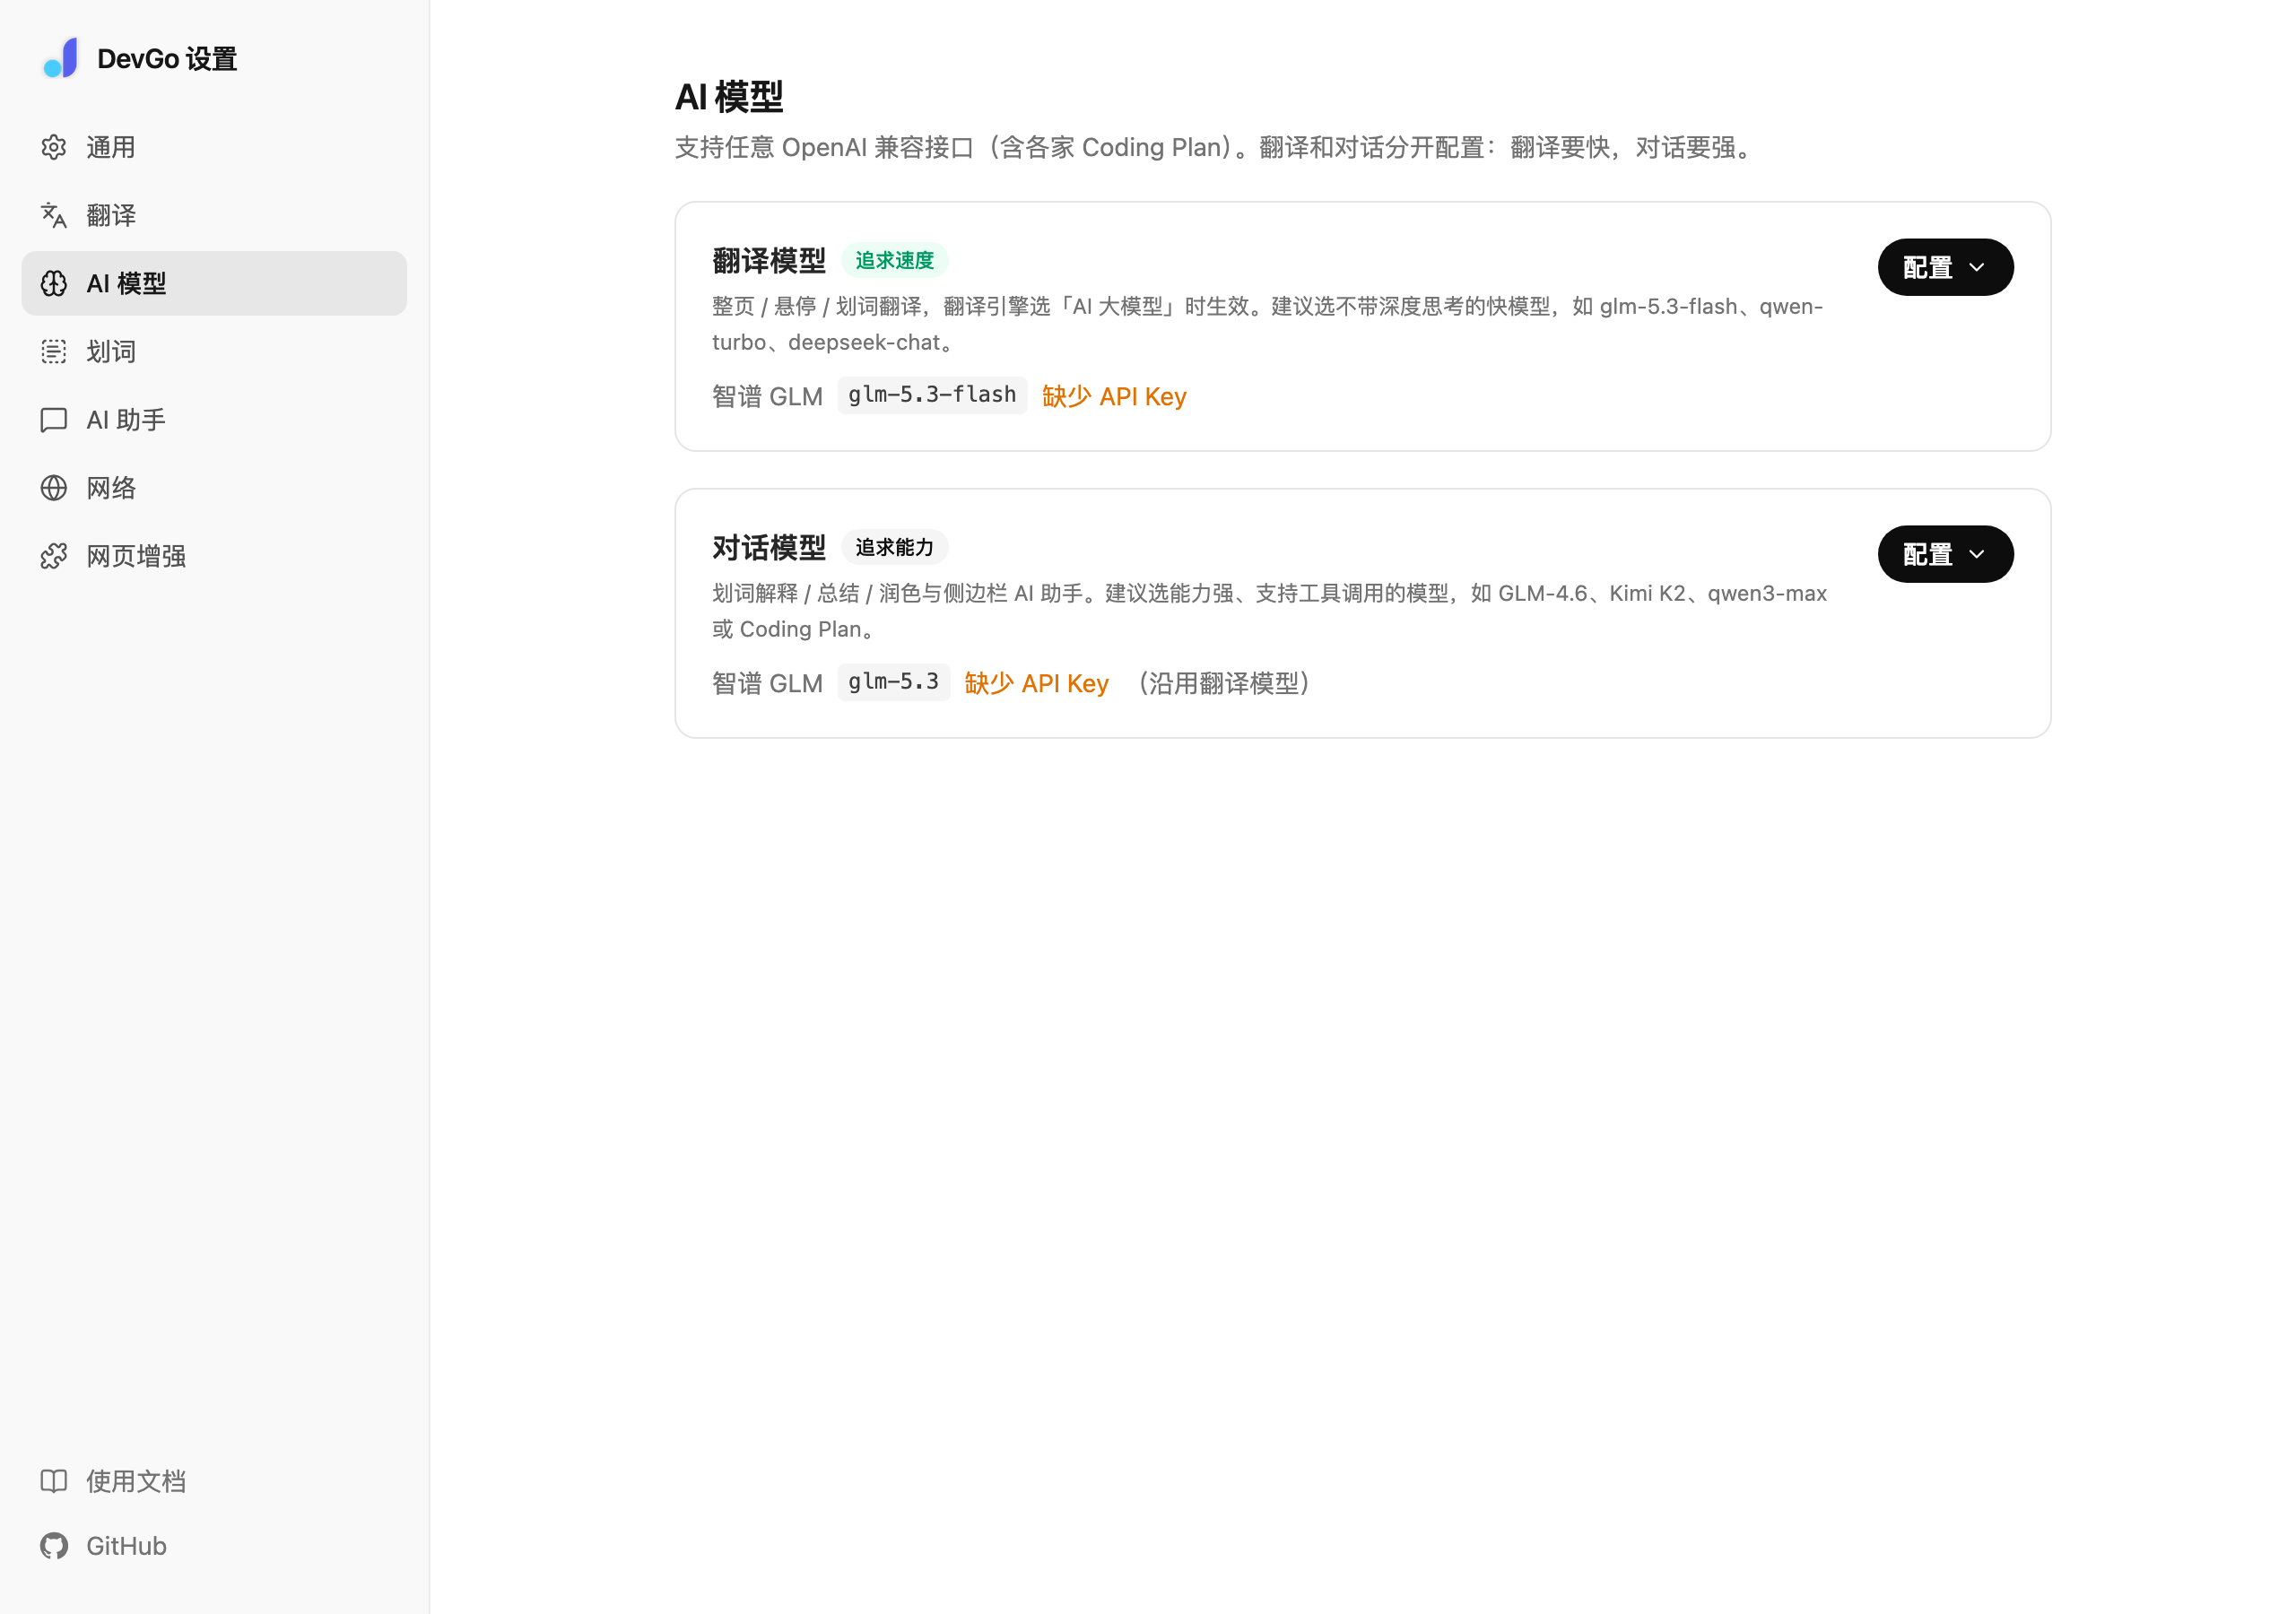 DevGo 设置
通用
翻译
AI 模型
划词
AI 助手
网络
网页增强
使用文档
GitHub
AI 模型
支持任意 OpenAI 兼容接口（含各家 Coding Plan）。翻译和对话分开配置：翻译要快，对话要强。
翻译模型 追求速度
配置
整页 / 悬停 / 划词翻译，翻译引擎选「AI 大模型」时生效。建议选不带深度思考的快模型，如 glm-5.3-flash、qwen-
turbo、deepseek-chat。
智谱 GLM glm-5.3-flash 缺少 API Key
对话模型 追求能力
配置
划词解释 / 总结 / 润色与侧边栏 AI 助手。建议选能力强、支持工具调用的模型，如 GLM-4.6、Kimi K2、qwen3-max
或 Coding Plan。
智谱 GLM glm-5.3 缺少 API Key （沿用翻译模型）